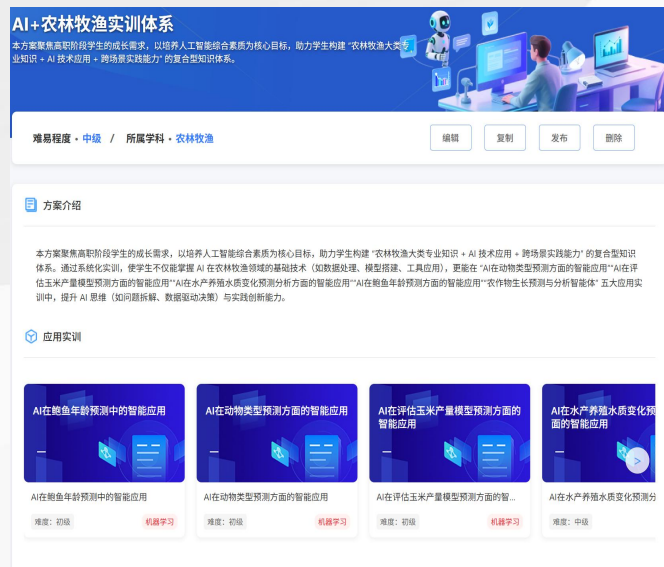 AI+农林牧渔实训体系
本方案聚焦高职阶段学生的成长需求，以培养人工智能综合素质为核心目标，助力学生构建 "农林牧渔大类专
业知识 + AI 技术应用 + 跨场景实践能力" 的复合型知识体系。
难易程度 · 中级 / 所属学科 · 农林牧渔
编辑 复制 发布 删除
方案介绍
本方案聚焦高职阶段学生的成长需求，以培养人工智能综合素质为核心目标，助力学生构建 "农林牧渔大类专业知识 + AI 技术应用 + 跨场景实践能力" 的复合型知识
体系。通过系统化实训，使学生不仅能掌握 AI 在农林牧渔领域的基础技术（如数据处理、模型搭建、工具应用），更能在 "AI在动物类型预测方面的智能应用""AI在评
估玉米产量模型预测方面的智能应用""AI在水产养殖水质变化预测分析方面的智能应用""AI在鲍鱼年龄预测方面的智能应用""农作物生长预测与分析智能体" 五大应用实
训中，提升 AI 思维（如问题拆解、数据驱动决策）与实践创新能力。
应用实训
AI在鲍鱼年龄预测中的智能应用
AI在动物类型预测方面的智能应用
AI在评估玉米产量模型预测方面的
智能应用
AI在水产养殖水质变化预
面的智能应用
AI在鲍鱼年龄预测中的智能应用
AI在动物类型预测方面的智能应用
AI在评估玉米产量模型预测方面的智...
AI在水产养殖水质变化预测分
难度：初级 机器学习
难度：初级 机器学习
难度：初级 机器学习
难度：中级